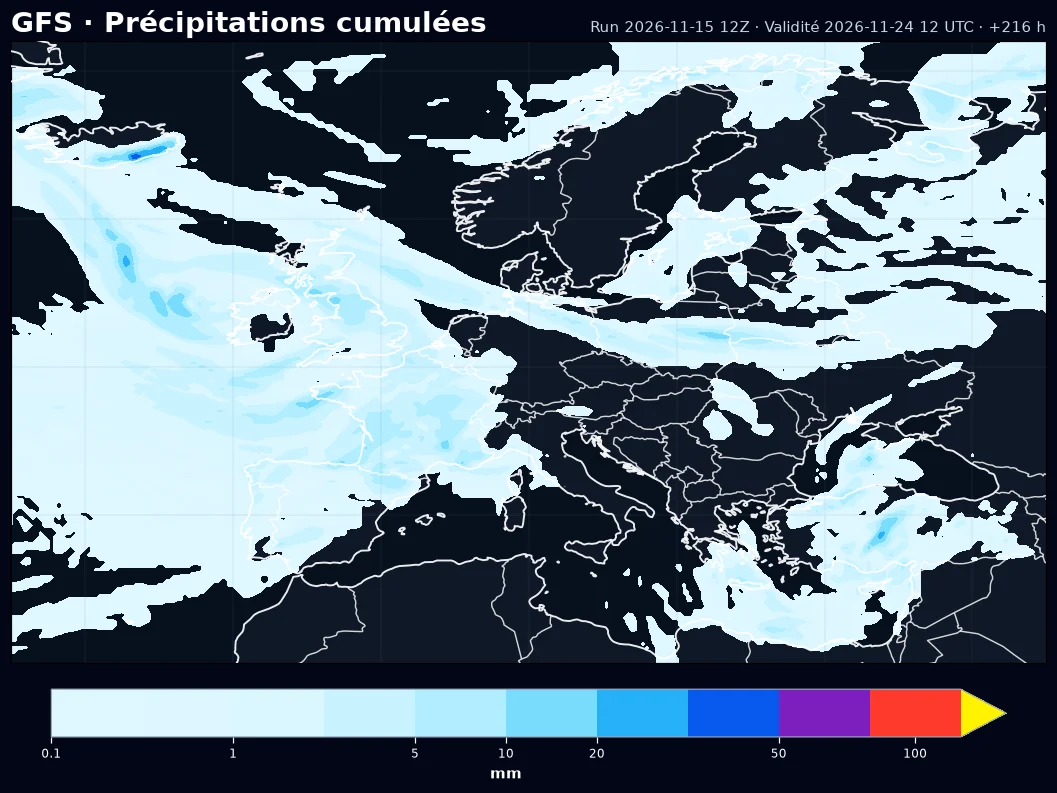 GFS · Précipitations cumulées
Run 2026-11-15 12Z · Validité 2026-11-24 12 UTC · +216 h
0.1 1 5 10 20 50 100
mm